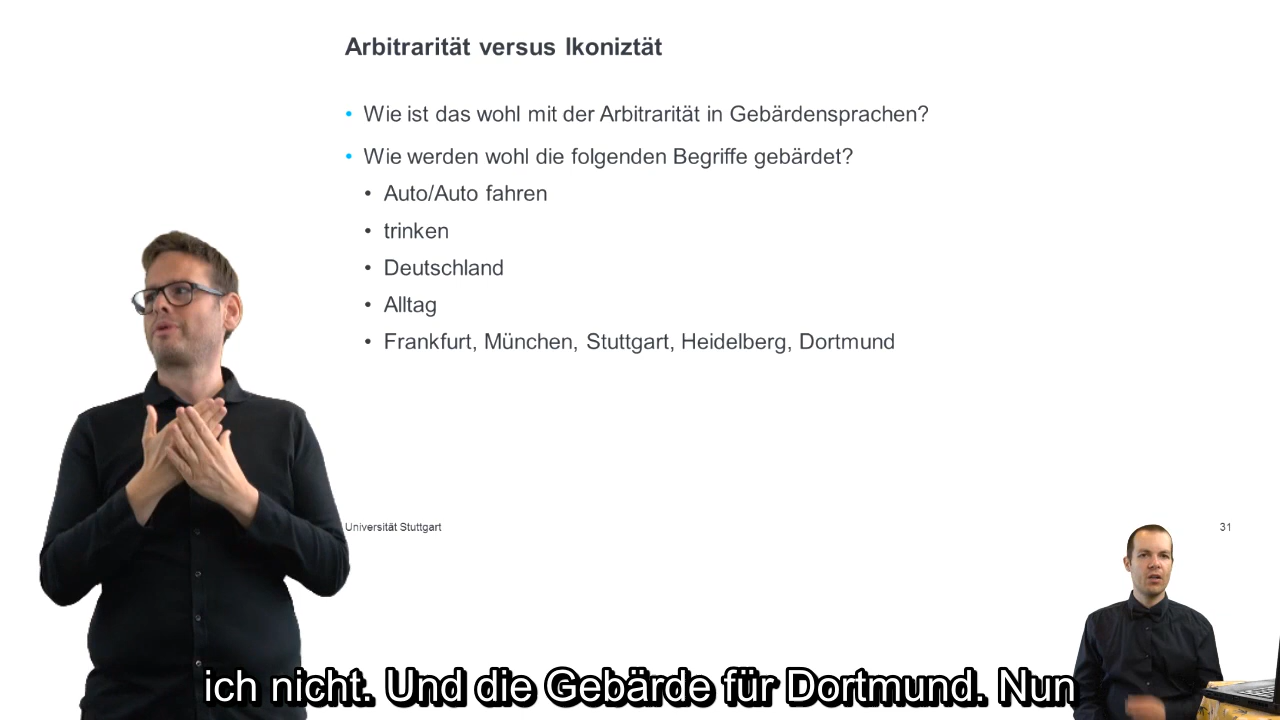 Arbitrarität versus Ikoniztät
• Wie ist das wohl mit der Arbitrarität in Gebärdensprachen?
• Wie werden wohl die folgenden Begriffe gebärdet?
• Auto/Auto fahren
• trinken
• Deutschland
• Alltag
• Frankfurt, München, Stuttgart, Heidelberg, Dortmund
Universität Stuttgart
31
ich nicht. Und die Gebärde für Dortmund. Nun